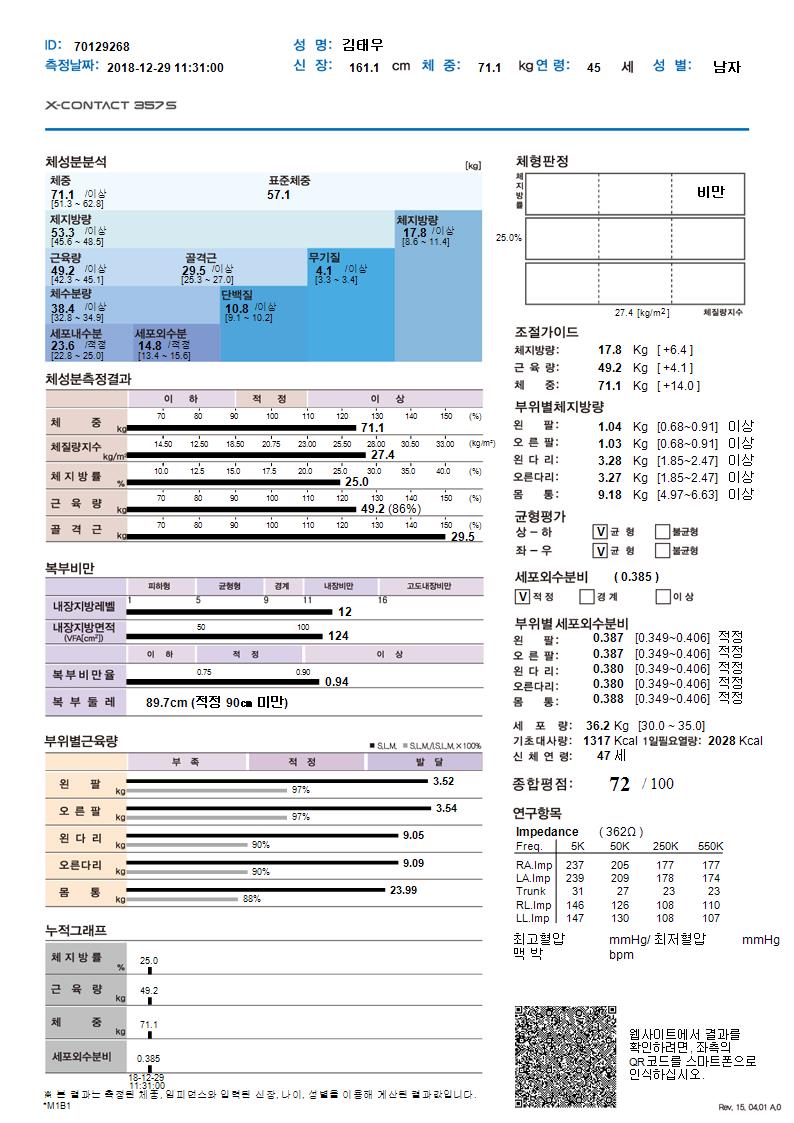 ID: 70129268 성 명: 김태우
측정날짜: 2018-12-29 11:31:00 신 장: 161.1 cm 체 중: 71.1 kg 연 령: 45 세 성 별: 남자
X-CONTACT 357S
체성분분석 [kg]
체중 표준체중
71.1 /이상 57.1
[51.3 ~ 62.8]
제지방량 체지방량
53.3 /이상 17.8 /이상
[45.6 ~ 48.5] [8.6 ~ 11.4]
근육량 골격근 무기질
49.2 /이상 29.5 /이상 4.1 /이상
[42.3 ~ 45.1] [25.3 ~ 27.0] [3.3 ~ 3.4]
체수분량 단백질
38.4 /이상 10.8 /이상
[32.8 ~ 34.9] [9.1 ~ 10.2]
세포내수분 세포외수분
23.6 /적정 14.8 /적정
[22.8 ~ 25.0] [13.4 ~ 15.6]
체성분측정결과
이 하 적 정 이 상
70 80 90 100 110 120 130 140 150 (%)
체 중 kg 71.1
14.50 12.50 18.50 20.75 23.00 25.50 28.00 30.50 33.00 (kg/m²)
체질량지수 kg/m² 27.4
10.0 12.5 15.0 17.5 20.0 25.0 30.0 35.0 40.0 (%)
체 지 방 률 % 25.0
70 80 90 100 110 120 130 140 150 (%)
근 육 량 kg 49.2 (86%)
70 80 90 100 110 120 130 140 150 (%)
골 격 근 kg 29.5
복부비만
피하형 균형형 경계 내장비만 고도내장비만
1 5 9 11 16
내장지방레벨 12
50 100
내장지방면적 (VFA[cm²]) 124
이 하 적 정 이 상
0.75 0.90
복부비만율 0.94
복 부 둘 레 89.7cm (적정 90㎝ 미만)
부위별근육량 ■ S.L.M. ■ S.L.M./I.S.L.M.×100%
부 족 적 정 발 달
왼 팔 kg 3.52
97%
오 른 팔 kg 3.54
97%
왼 다 리 kg 9.05
90%
오른다리 kg 9.09
90%
몸 통 kg 23.99
88%
누적그래프
체 지 방 률 % 25.0
근 육 량 kg 49.2
체 중 kg 71.1
세포외수분비 0.385
18-12-29
11:31:00
※ 본 결과는 측정된 체중, 임피던스와 입력된 신장, 나이, 성별을 이용해 계산된 결과값입니다.
*M1B1
체형판정
체지방률
비만
25.0%
27.4 [kg/m²] 체질량지수
조절가이드
체지방량: 17.8 Kg [ +6.4 ]
근 육 량: 49.2 Kg [ +4.1 ]
체 중: 71.1 Kg [ +14.0 ]
부위별체지방량
왼 팔: 1.04 Kg [0.68~0.91] 이상
오 른 팔: 1.03 Kg [0.68~0.91] 이상
왼 다 리: 3.28 Kg [1.85~2.47] 이상
오른다리: 3.27 Kg [1.85~2.47] 이상
몸 통: 9.18 Kg [4.97~6.63] 이상
균형평가
상 – 하 V 균 형 불균형
좌 – 우 V 균 형 불균형
세포외수분비 ( 0.385 )
V 적 정 경 계 이 상
부위별 세포외수분비
왼 팔: 0.387 [0.349~0.406] 적정
오 른 팔: 0.387 [0.349~0.406] 적정
왼 다 리: 0.380 [0.349~0.406] 적정
오른다리: 0.380 [0.349~0.406] 적정
몸 통: 0.388 [0.349~0.406] 적정
세 포 량: 36.2 Kg [30.0 ~ 35.0]
기초대사량: 1317 Kcal 1일필요열량: 2028 Kcal
신 체 연 령: 47 세
종합평점: 72 / 100
연구항목
Impedance ( 362Ω )
Freq. 5K 50K 250K 550K
RA.Imp 237 205 177 177
LA.Imp 239 209 178 174
Trunk 31 27 23 23
RL.Imp 146 126 108 110
LL.Imp 147 130 108 107
최고혈압 mmHg/ 최저혈압 mmHg
맥 박 bpm
웹사이트에서 결과를
확인하려면, 좌측의
QR코드를 스마트폰으로
인식하십시오.
Rev, 15, 04,01 A,0